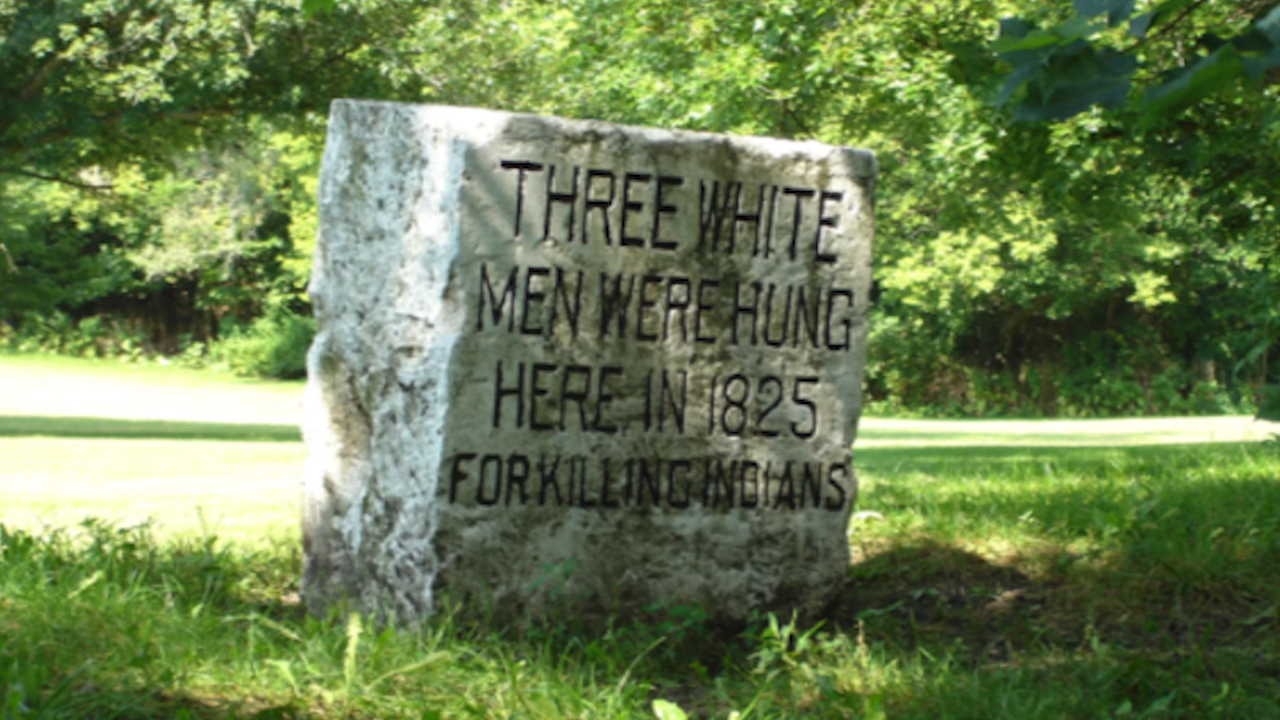 THREE WHITE
MEN WERE HUNG
HERE IN 1825
FOR KILLING INDIANS